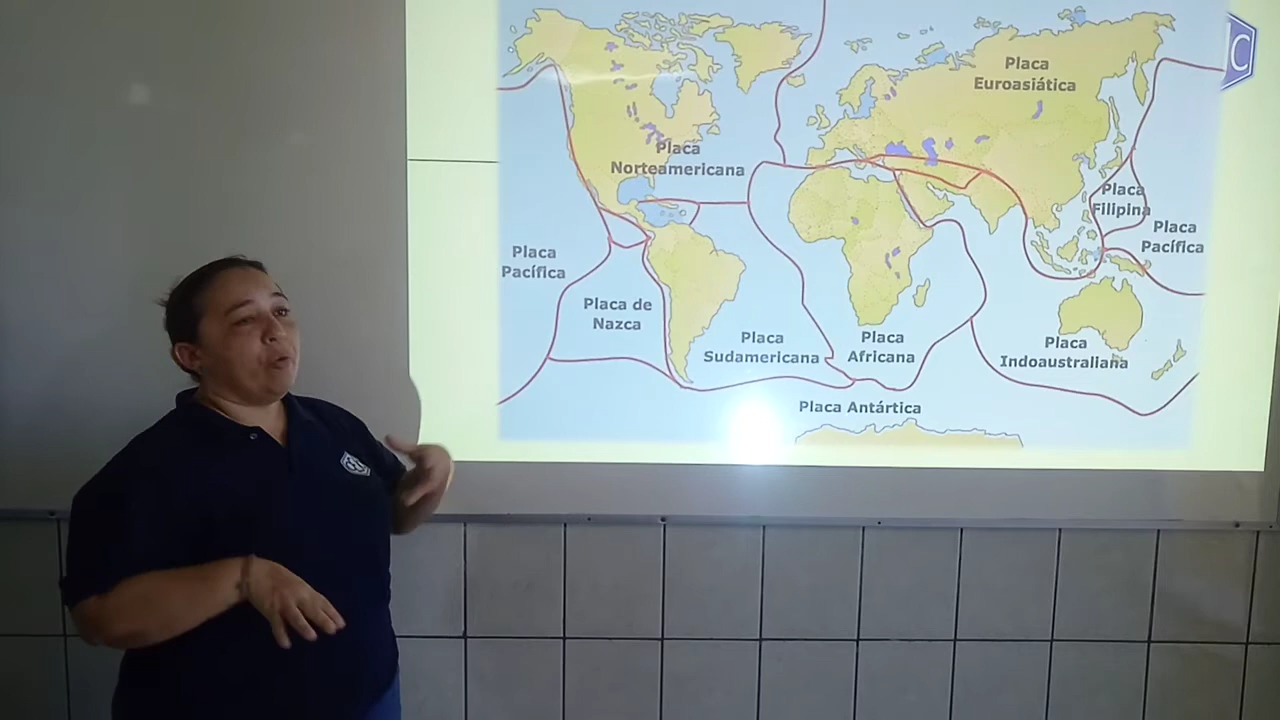 Placa
Euroasiática
C
Placa
Norteamericana
Placa
Filipina
Placa
Pacífica
Placa
Pacífica
Placa de
Nazca
Placa
Sudamericana
Placa
Africana
Placa
Indoaustraliana
Placa Antártica